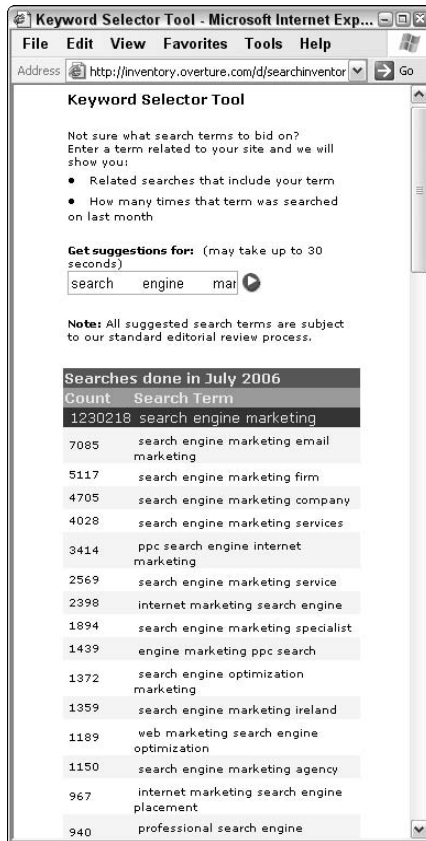 Keyword Selector Tool - Microsoft Internet Exp...
File Edit View Favorites Tools Help
Address http://inventory.overture.com/d/searchinventor Go
Keyword Selector Tool
Not sure what search terms to bid on?
Enter a term related to your site and we will
show you:
• Related searches that include your term
• How many times that term was searched
on last month
Get suggestions for: (may take up to 30
seconds)
search engine mar
Note: All suggested search terms are subject
to our standard editorial review process.
Searches done in July 2006
Count Search Term
1230218 search engine marketing
7085 search engine marketing email
marketing
5117 search engine marketing firm
4705 search engine marketing company
4028 search engine marketing services
3414 ppc search engine internet
marketing
2569 search engine marketing service
2398 internet marketing search engine
1894 search engine marketing specialist
1439 engine marketing ppc search
1372 search engine optimization
marketing
1359 search engine marketing ireland
1189 web marketing search engine
optimization
1150 search engine marketing agency
967 internet marketing search engine
placement
940 professional search engine